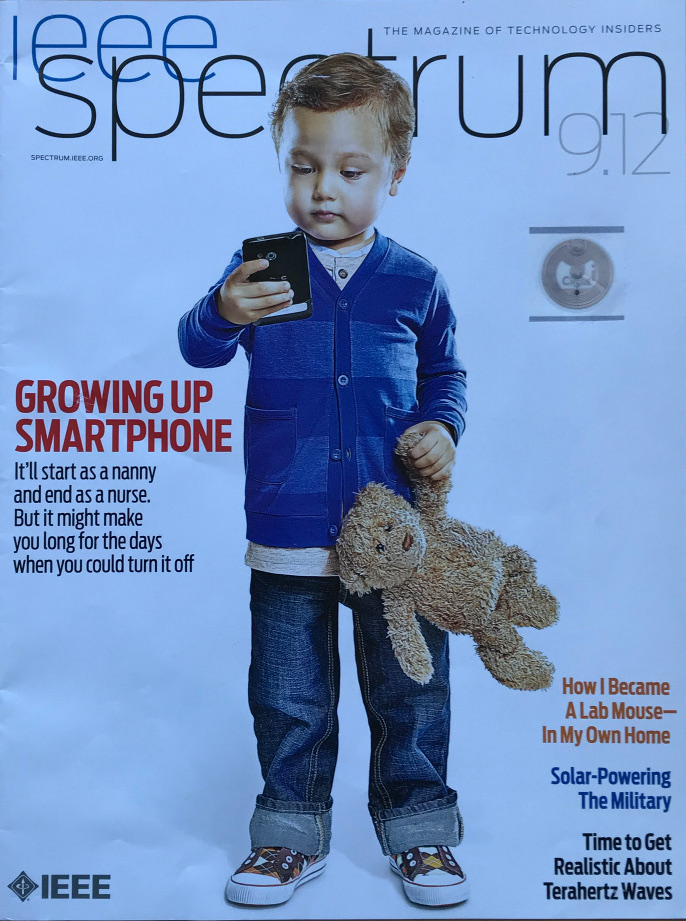 ieee
THE MAGAZINE OF TECHNOLOGY INSIDERS
spectrum
9.12
SPECTRUM.IEEE.ORG
GROWING UP
SMARTPHONE
It'll start as a nanny
and end as a nurse.
But it might make
you long for the days
when you could turn it off
How I Became
A Lab Mouse—
In My Own Home
Solar-Powering
The Military
Time to Get
Realistic About
Terahertz Waves
IEEE